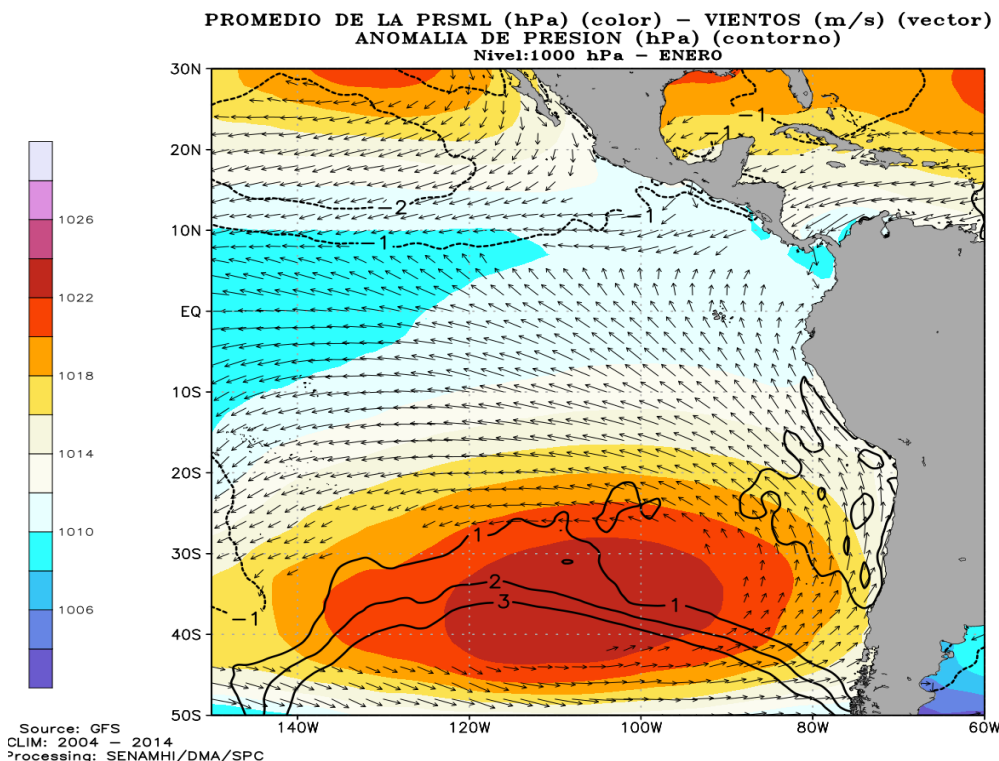 PROMEDIO DE LA PRSML (hPa) (color) – VIENTOS (m/s) (vector)
ANOMALIA DE PRESION (hPa) (contorno)
Nivel:1000 hPa – ENERO
30N
20N
10N
EQ
10S
20S
30S
40S
50S
140W
120W
100W
80W
60W
1026
1022
1018
1014
1010
1006
-1
-1
-2
-1
1
1
2
3
1
-1
Source: GFS
CLIM: 2004 – 2014
Processing: SENAMHI/DMA/SPC